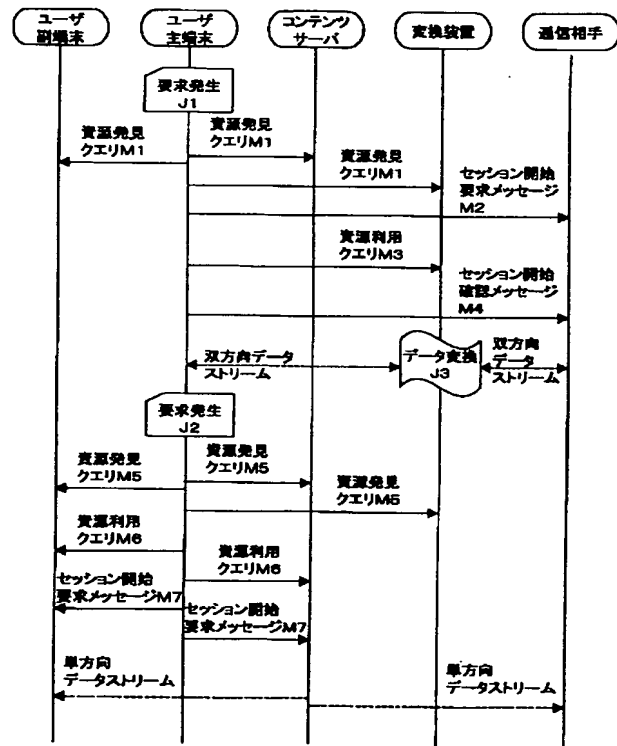 ユーザ
副端末
ユーザ
主端末
コンテンツ
サーバ
変換装置
通信相手
要求発生
J1
資源発見
クエリM1
資源発見
クエリM1
資源発見
クエリM1
セッション開始
要求メッセージ
M2
資源利用
クエリM3
セッション開始
確認メッセージ
M4
双方向データ
ストリーム
データ変換
J3
双方向
データ
ストリーム
要求発生
J2
資源発見
クエリM5
資源発見
クエリM5
資源発見
クエリM5
資源利用
クエリM6
資源利用
クエリM6
セッション開始
要求メッセージM7
セッション開始
要求メッセージM7
単方向
データストリーム
単方向
データストリーム